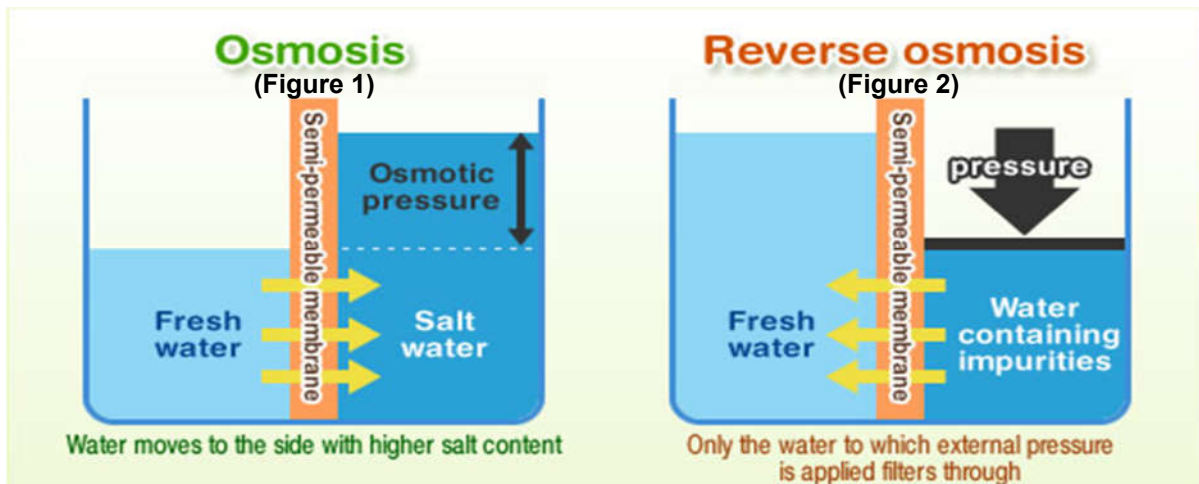 Osmosis
(Figure 1)
Semi-permeable membrane
Osmotic
pressure
Fresh
water
Salt
water
Water moves to the side with higher salt content
Reverse osmosis
(Figure 2)
Semi-permeable membrane
pressure
Fresh
water
Water
containing
impurities
Only the water to which external pressure
is applied filters through